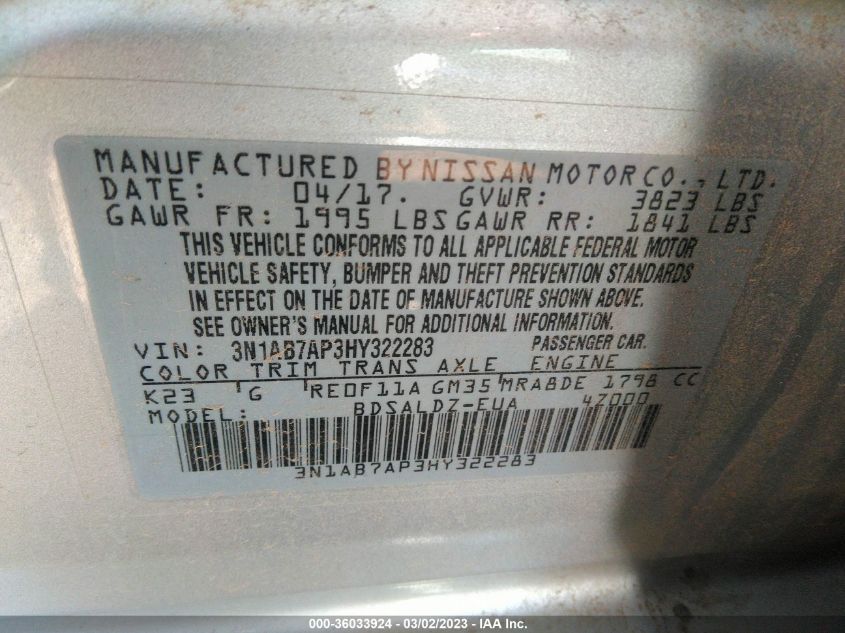 MANUFACTURED BY NISSAN MOTOR CO., LTD.
DATE: 04/17. GVWR: 3823 LBS
GAWR FR: 1995 LBS GAWR RR: 1841 LBS
THIS VEHICLE CONFORMS TO ALL APPLICABLE FEDERAL MOTOR
VEHICLE SAFETY, BUMPER AND THEFT PREVENTION STANDARDS
IN EFFECT ON THE DATE OF MANUFACTURE SHOWN ABOVE.
SEE OWNER'S MANUAL FOR ADDITIONAL INFORMATION.
VIN: 3N1AB7AP3HY322283 PASSENGER CAR.
COLOR TRIM TRANS AXLE ENGINE
K23 G RE0F11A GM35 MRA8DE 1798 CC
MODEL: BDSALDZ-EUA 4Z000
3N1AB7AP3HY322283
000-36033924 - 03/02/2023 - IAA Inc.